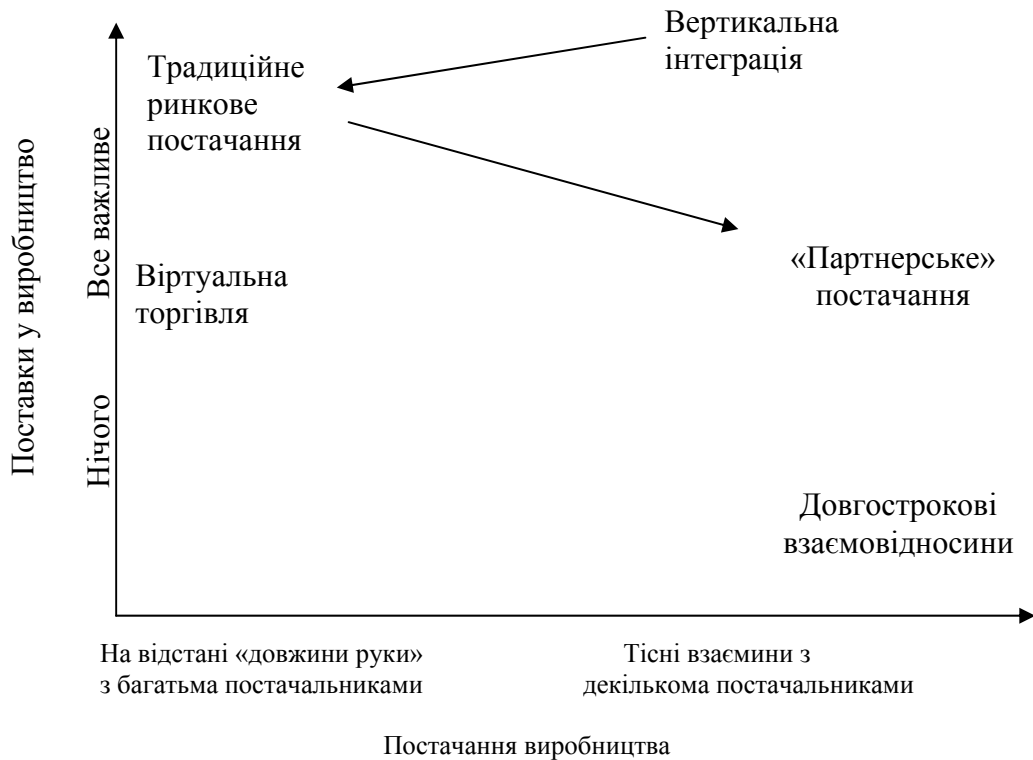 Вертикальна
інтеграція
Традиційне
ринкове
постачання
Поставки у виробництво
Все важливе
Нічого
Віртуальна
торгівля
«Партнерське»
постачання
Довгострокові
взаємовідносини
На відстані «довжини руки»
з багатьма постачальниками
Тісні взаємини з
декількома постачальниками
Постачання виробництва